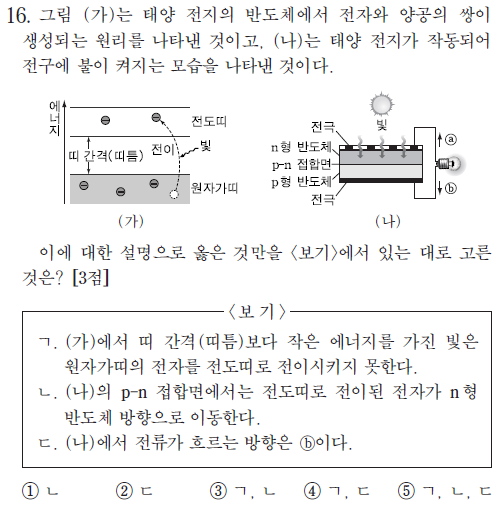 16. 그림 (가)는 태양 전지의 반도체에서 전자와 양공의 쌍이
생성되는 원리를 나타낸 것이고, (나)는 태양 전지가 작동되어
전구에 불이 켜지는 모습을 나타낸 것이다.
에너지
전도띠
전이
빛
띠 간격(띠틈)
원자가띠
(가)
빛
전극
n형 반도체
p-n 접합면
p형 반도체
전극
ⓐ
ⓑ
(나)
이에 대한 설명으로 옳은 것만을 〈보기〉에서 있는 대로 고른
것은? [3점]
〈보 기〉
ㄱ. (가)에서 띠 간격(띠틈)보다 작은 에너지를 가진 빛은
원자가띠의 전자를 전도띠로 전이시키지 못한다.
ㄴ. (나)의 p-n 접합면에서는 전도띠로 전이된 전자가 n형
반도체 방향으로 이동한다.
ㄷ. (나)에서 전류가 흐르는 방향은 ⓑ이다.
① ㄴ ② ㄷ ③ ㄱ, ㄴ ④ ㄱ, ㄷ ⑤ ㄱ, ㄴ, ㄷ